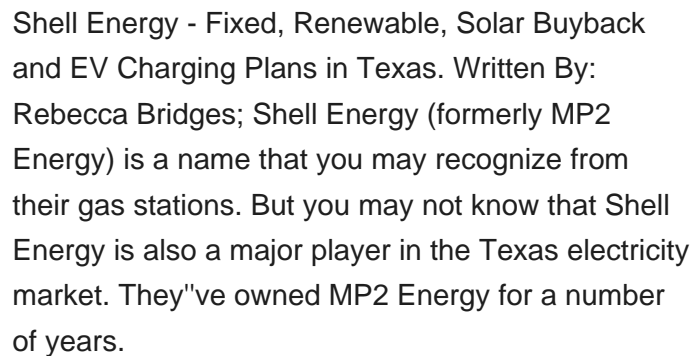 Shell Energy - Fixed, Renewable, Solar Buyback
and EV Charging Plans in Texas. Written By:
Rebecca Bridges; Shell Energy (formerly MP2
Energy) is a name that you may recognize from
their gas stations. But you may not know that Shell
Energy is also a major player in the Texas electricity
market. They''ve owned MP2 Energy for a number
of years.